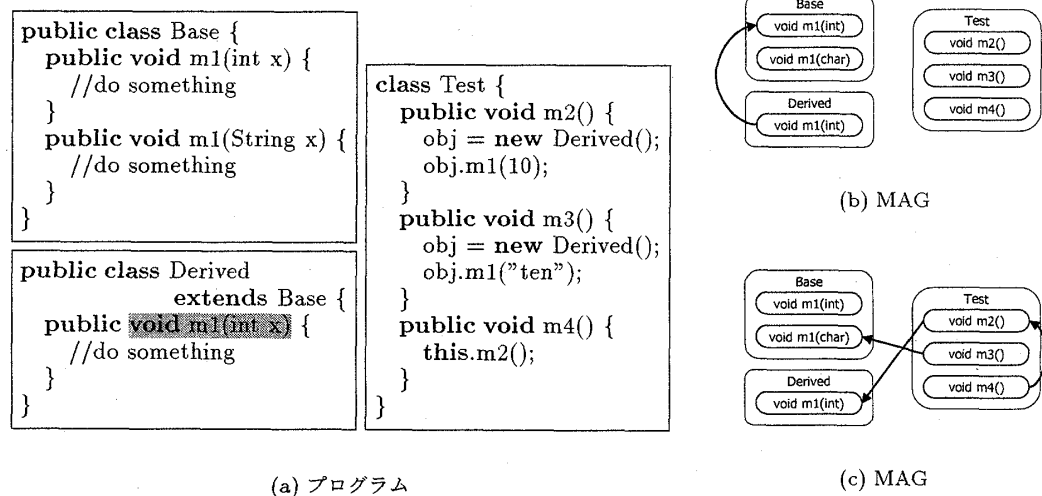 public class Base {
public void m1(int x) {
//do something
}
public void m1(String x) {
//do something
}
}
public class Derived
extends Base {
public void m1(int x) {
//do something
}
}
class Test {
public void m2() {
obj = new Derived();
obj.m1(10);
}
public void m3() {
obj = new Derived();
obj.m1("ten");
}
public void m4() {
this.m2();
}
}
(a) プログラム
Base
void m1(int)
void m1(char)
Derived
void m1(int)
Test
void m2()
void m3()
void m4()
(b) MAG
Base
void m1(int)
void m1(char)
Derived
void m1(int)
Test
void m2()
void m3()
void m4()
(c) MAG